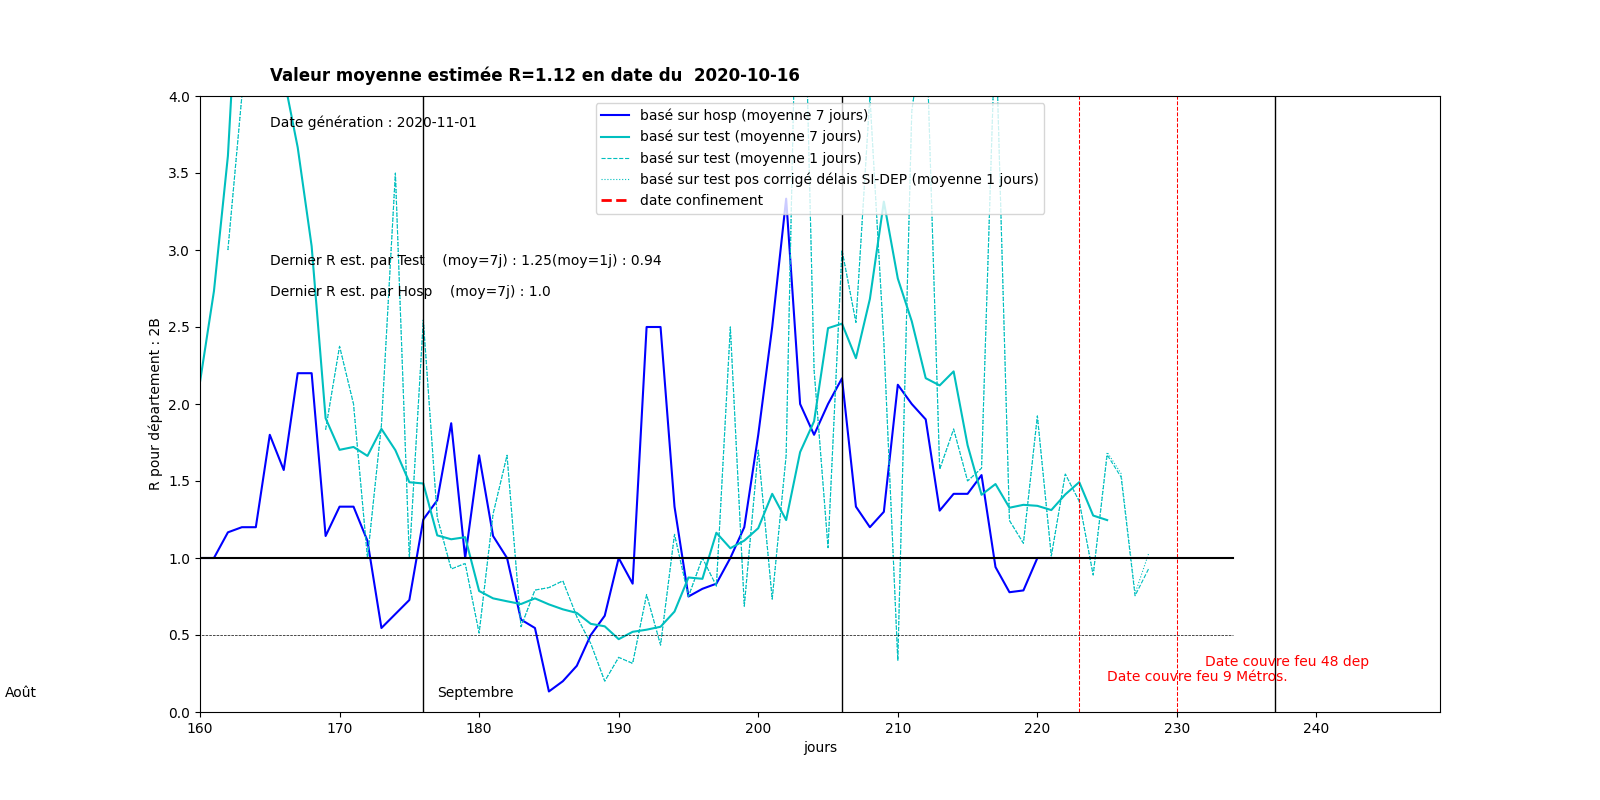 Valeur moyenne estimée R=1.12 en date du  2020-10-16
Date génération : 2020-11-01
basé sur hosp (moyenne 7 jours)
basé sur test (moyenne 7 jours)
basé sur test (moyenne 1 jours)
basé sur test pos corrigé délais SI-DEP (moyenne 1 jours)
date confinement
Dernier R est. par Test    (moy=7j) : 1.25(moy=1j) : 0.94
Dernier R est. par Hosp    (moy=7j) : 1.0
R pour département : 2B
4.0
3.5
3.0
2.5
2.0
1.5
1.0
0.5
0.0
Date couvre feu 48 dep
Date couvre feu 9 Métros.
Août
Septembre
160 170 180 190 200 210 220 230 240
jours